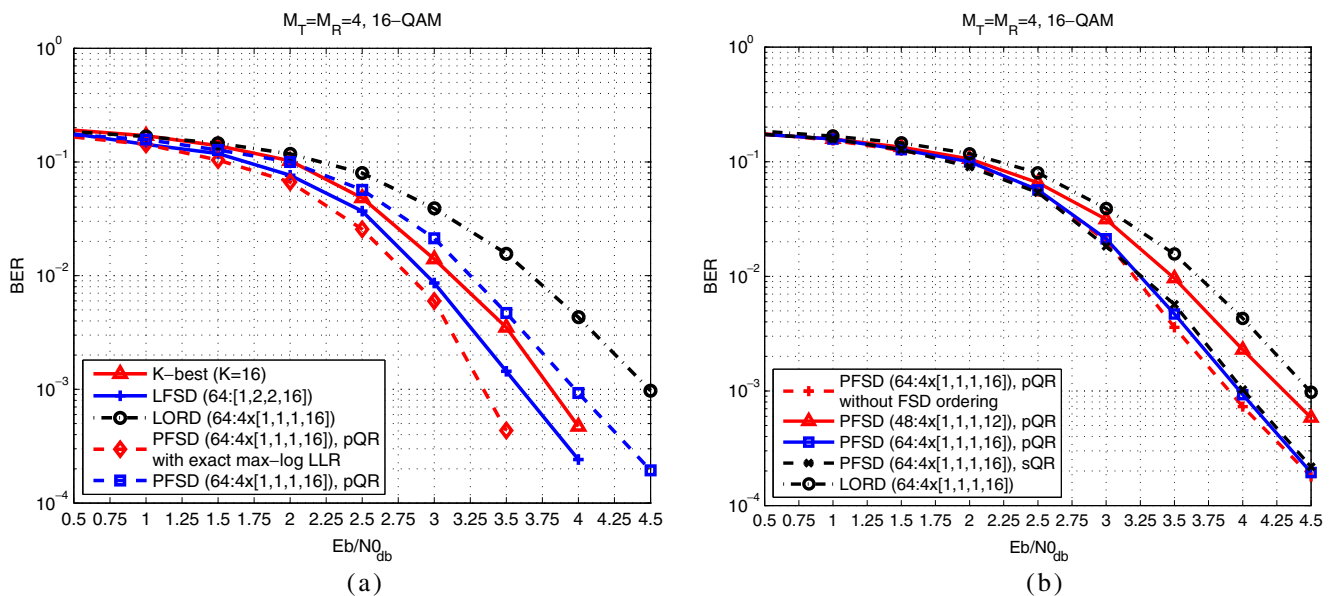 M_T=M_R=4, 16−QAM
10^0
10^−1
10^−2
10^−3
10^−4
BER
K−best (K=16)
LFSD (64:[1,2,2,16])
LORD (64:4x[1,1,1,16])
PFSD (64:4x[1,1,1,16]), pQR
with exact max−log LLR
PFSD (64:4x[1,1,1,16]), pQR
0.5 1 1.25 1.5 1.75 2 2.25 2.5 2.75 3 3.25 3.5 3.75 4 4.25 4.5
Eb/N0_db
(a)
M_T=M_R=4, 16−QAM
10^0
10^−1
10^−2
10^−3
10^−4
BER
PFSD (64:4x[1,1,1,16]), pQR
without FSD ordering
PFSD (48:4x[1,1,1,12]), pQR
PFSD (64:4x[1,1,1,16]), pQR
PFSD (64:4x[1,1,1,16]), sQR
LORD (64:4x[1,1,1,16])
0.5 1 1.25 1.5 1.75 2 2.25 2.5 2.75 3 3.25 3.5 3.75 4 4.25 4.5
Eb/N0_db
(b)